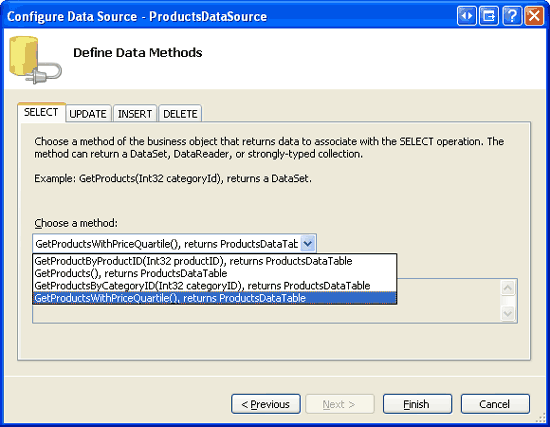 Configure Data Source - ProductsDataSource
Define Data Methods
SELECT UPDATE INSERT DELETE
Choose a method of the business object that returns data to associate with the SELECT operation. The
method can return a DataSet, DataReader, or strongly-typed collection.
Example: GetProducts(Int32 categoryId), returns a DataSet.
Choose a method:
GetProductsWithPriceQuartile(), returns ProductsDataTab
GetProductByProductID(Int32 productID), returns ProductsDataTable
GetProducts(), returns ProductsDataTable
GetProductsByCategoryID(Int32 categoryID), returns ProductsDataTable
GetProductsWithPriceQuartile(), returns ProductsDataTable
< Previous Next > Finish Cancel